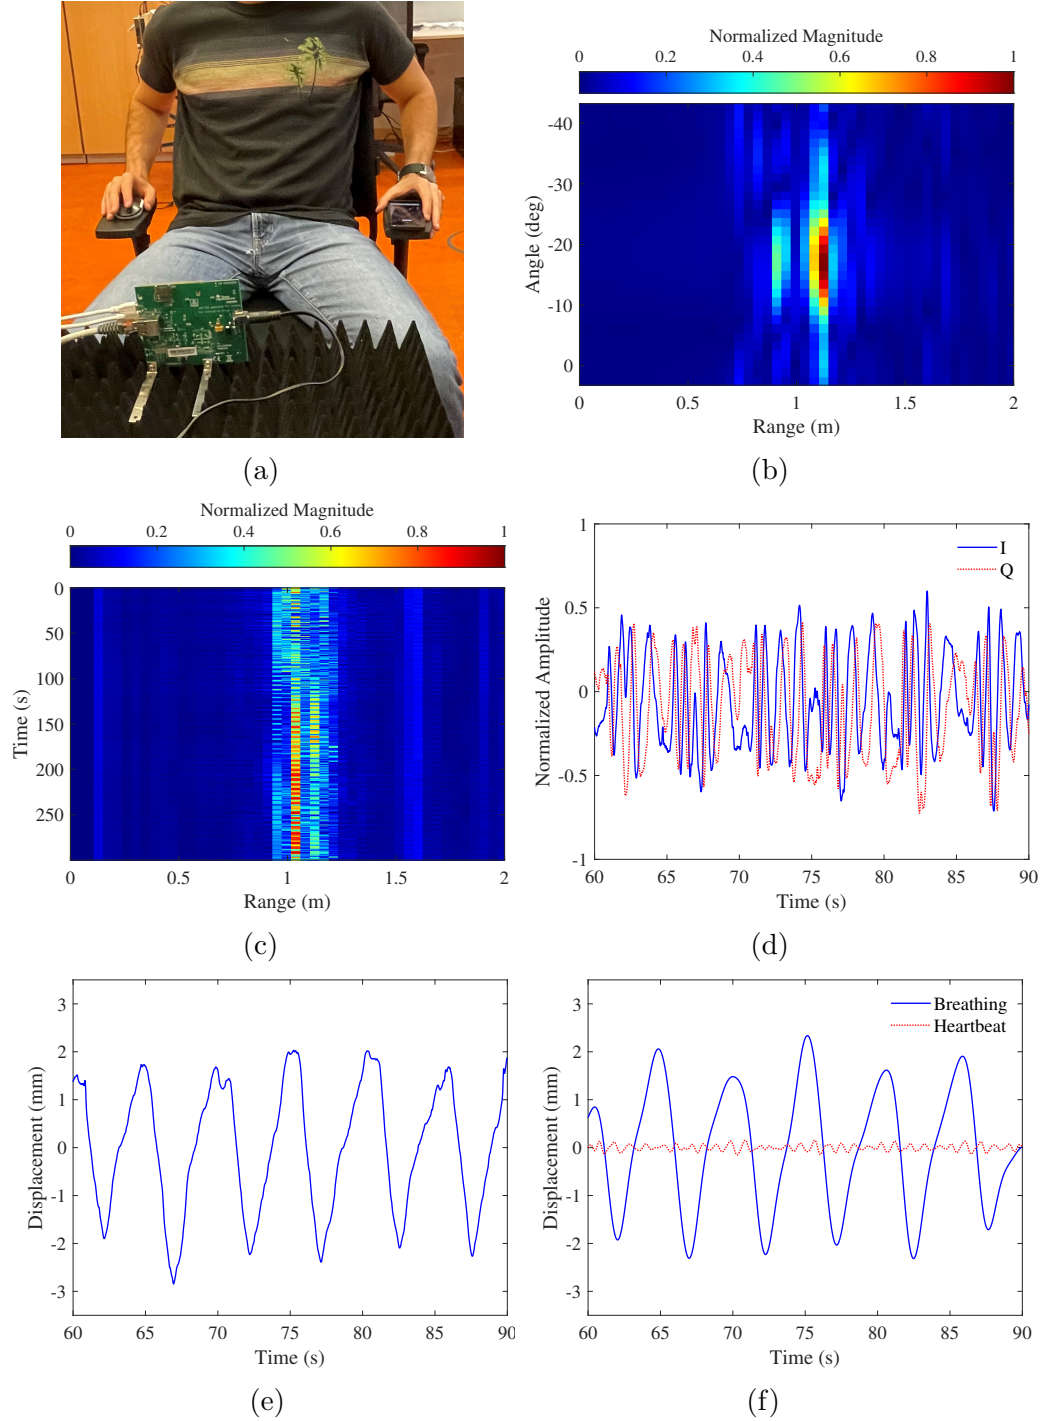 Normalized Magnitude
0 0.2 0.4 0.6 0.8 1
-40
-30
-20
-10
0
Angle (deg)
0 0.5 1 1.5 2
Range (m)
(a)
(b)
Normalized Magnitude
0 0.2 0.4 0.6 0.8 1
0
50
100
150
200
250
Time (s)
0 0.5 1 1.5 2
Range (m)
(c)
1
0.5
0
-0.5
-1
Normalized Amplitude
I
Q
60 65 70 75 80 85 90
Time (s)
(d)
3
2
1
0
-1
-2
-3
Displacement (mm)
60 65 70 75 80 85 90
Time (s)
(e)
3
2
1
0
-1
-2
-3
Displacement (mm)
Breathing
Heartbeat
60 65 70 75 80 85 90
Time (s)
(f)